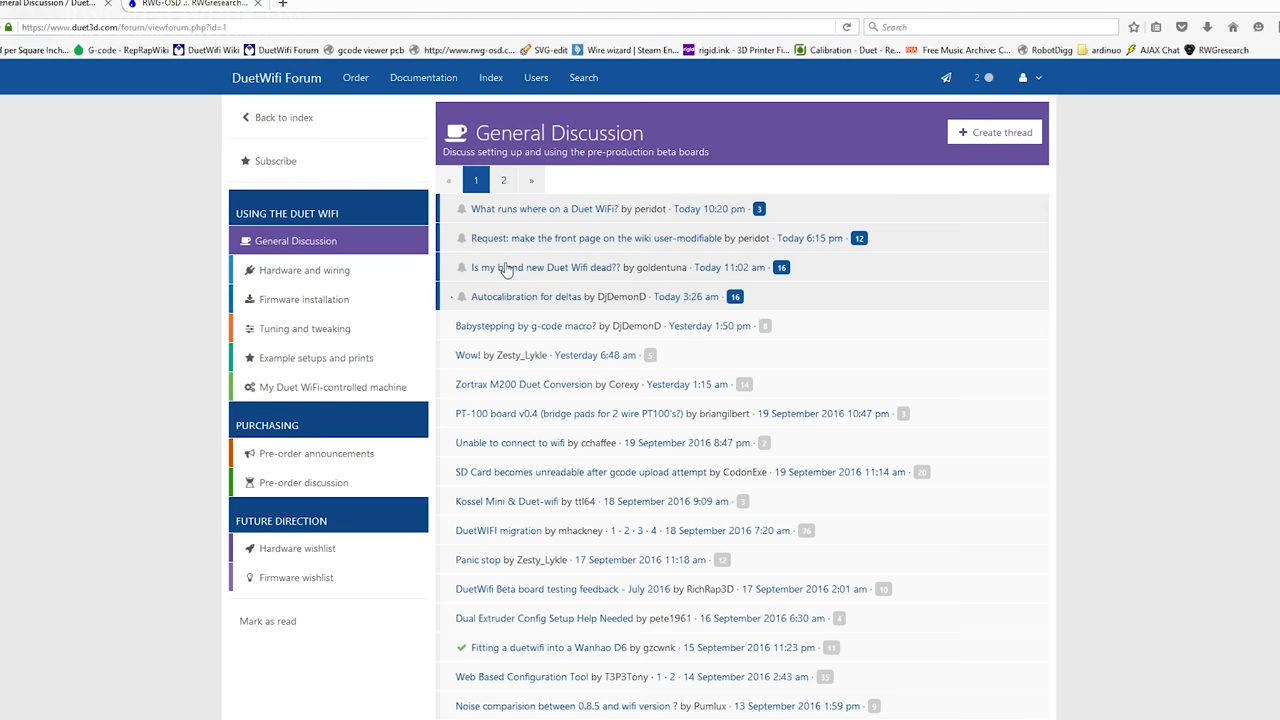 General Discussion / Duet...
RWG-OSD .:. RWGresearch...
https://www.duet3d.com/forum/viewforum.php?id=1
Search
per Square Inch... G-code - RepRapWiki DuetWifi Wiki DuetWifi Forum gcode viewer pcb http://www.rwg-osd.c... SVG-edit Wire wizard | Steam En... rigid.ink - 3D Printer Fi... Calibration - Duet - Re... Free Music Archive: C... RobotDigg ardinuo AJAX Chat RWGresearch
DuetWifi Forum Order Documentation Index Users Search 2
Back to index
Subscribe
USING THE DUET WIFI
General Discussion
Hardware and wiring
Firmware installation
Tuning and tweaking
Example setups and prints
My Duet WiFi-controlled machine
PURCHASING
Pre-order announcements
Pre-order discussion
FUTURE DIRECTION
Hardware wishlist
Firmware wishlist
Mark as read
General Discussion
+ Create thread
Discuss setting up and using the pre-production beta boards
« 1 2 »
What runs where on a Duet WiFi? by peridot · Today 10:20 pm · 3
Request: make the front page on the wiki user-modifiable by peridot · Today 6:15 pm · 12
Is my brand new Duet Wifi dead?? by goldentuna · Today 11:02 am · 16
· Autocalibration for deltas by DjDemonD · Today 3:26 am · 16
Babystepping by g-code macro? by DjDemonD · Yesterday 1:50 pm · 8
Wow! by Zesty_Lykle · Yesterday 6:48 am · 5
Zortrax M200 Duet Conversion by Corexy · Yesterday 1:15 am · 14
PT-100 board v0.4 (bridge pads for 2 wire PT100's?) by briangilbert · 19 September 2016 10:47 pm · 3
Unable to connect to wifi by cchaffee · 19 September 2016 8:47 pm · 2
SD Card becomes unreadable after gcode upload attempt by CodonExe · 19 September 2016 11:14 am · 20
Kossel Mini & Duet-wifi by ttl64 · 18 September 2016 9:09 am · 3
DuetWIFI migration by mhackney · 1 · 2 · 3 · 4 · 18 September 2016 7:20 am · 76
Panic stop by Zesty_Lykle · 17 September 2016 11:18 am · 12
DuetWifi Beta board testing feedback - July 2016 by RichRap3D · 17 September 2016 2:01 am · 10
Dual Extruder Config Setup Help Needed by pete1961 · 16 September 2016 6:30 am · 4
Fitting a duetwifi into a Wanhao D6 by gzcwnk · 15 September 2016 11:23 pm · 11
Web Based Configuration Tool by T3P3Tony · 1 · 2 · 14 September 2016 2:43 am · 35
Noise comparision between 0.8.5 and wifi version ? by Pumlux · 13 September 2016 1:59 pm · 9